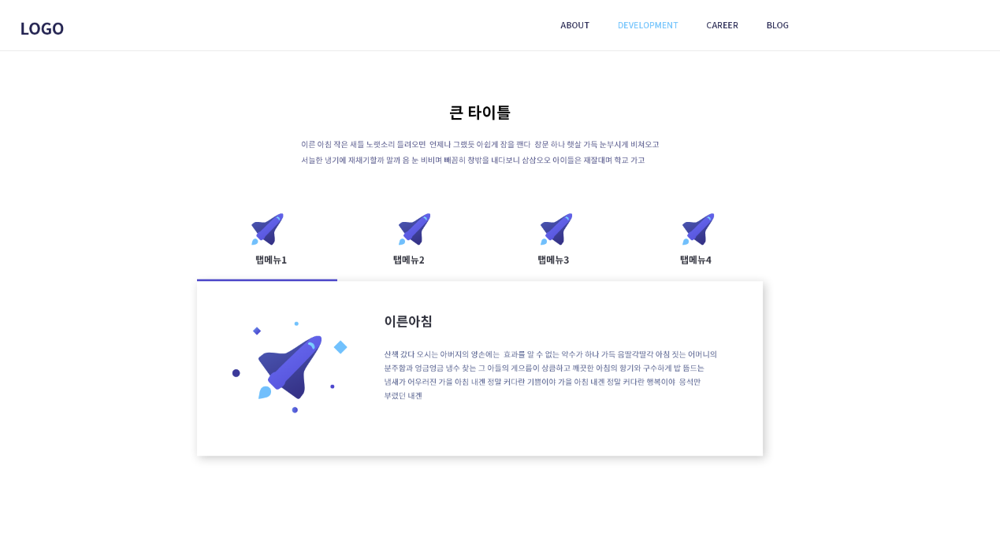 LOGO
ABOUT
DEVELOPMENT
CAREER
BLOG
큰 타이틀
이른 아침 작은 새들 노랫소리 들려오면 언제나 그랬듯 아쉽게 잠을 깬다 창문 하나 햇살 가득 눈부시게 비쳐오고
서늘한 냉기에 재채기할까 말까 음 눈 비비며 빼꼼히 창밖을 내다보니 삼삼오오 아이들은 재잘대며 학교 가고
탭메뉴1
탭메뉴2
탭메뉴3
탭메뉴4
이른아침
산책 갔다 오시는 아버지의 양손에는 효과를 알 수 없는 약수가 하나 가득 음딸각딸각 아침 짓는 어머니의
분주함과 엉금엉금 냉수 찾는 그 아들의 게으름이 상큼하고 깨끗한 아침의 향기와 구수하게 밥 뜸드는
냄새가 어우러진 가을 아침 내겐 정말 커다란 기쁨이야 가을 아침 내겐 정말 커다란 행복이야 응석만
부렸던 내겐